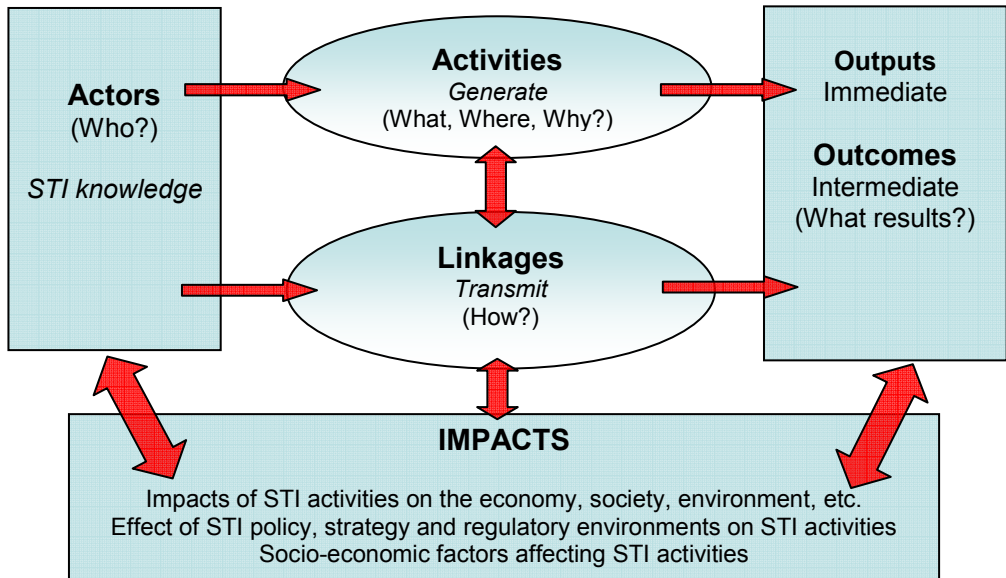 Actors
(Who?)
STI knowledge
Activities
Generate
(What, Where, Why?)
Linkages
Transmit
(How?)
Outputs
Immediate
Outcomes
Intermediate
(What results?)
IMPACTS
Impacts of STI activities on the economy, society, environment, etc.
Effect of STI policy, strategy and regulatory environments on STI activities
Socio-economic factors affecting STI activities